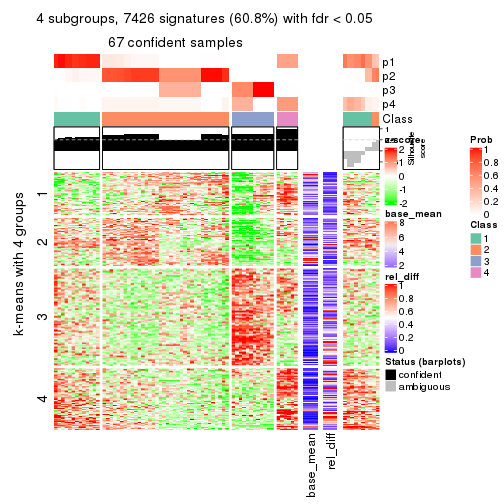 4 subgroups, 7426 signatures (60.8%) with fdr < 0.05
67 confident samples
p1
p2
p3
p4
Class
1
Silhouette
score
z-score
2
1
0
-1
-2
base_mean
8
6
4
2
rel_diff
1
0.8
0.6
0.4
0.2
0
Status (barplots)
confident
ambiguous
Prob
1
0.8
0.6
0.4
0.2
0
Class
1
2
3
4
k-means with 4 groups
1
2
3
4
base_mean
rel_diff